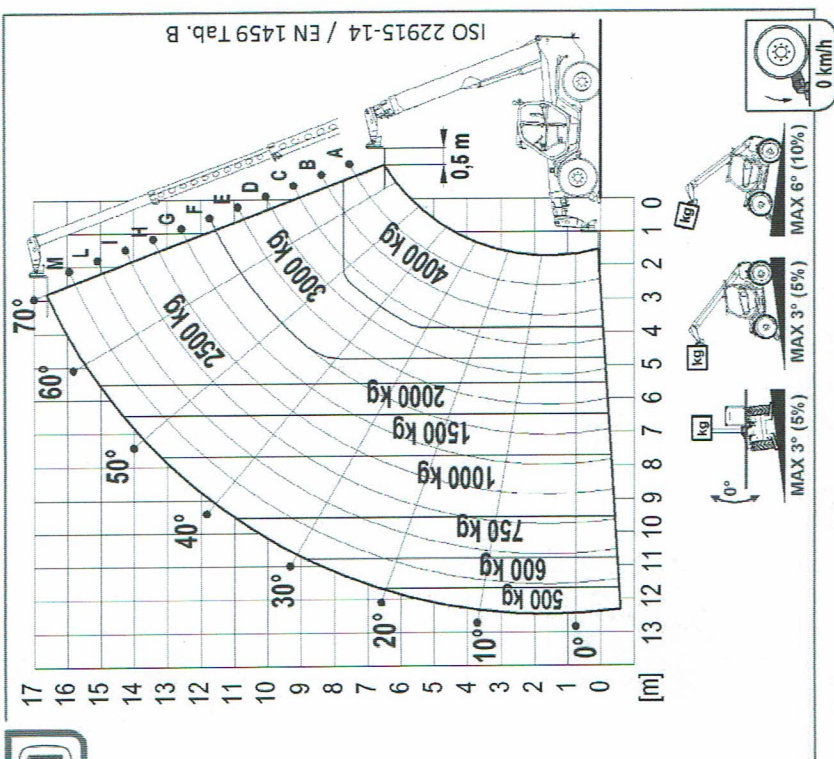 ISO 22915-14 / EN 1459 Tab. B
70°
60°
50°
40°
30°
20°
10°
0°
M
L
I
H
G
F
E
D
C
B
A
0,5 m
4000 kg
3000 kg
2500 kg
2000 kg
1500 kg
1000 kg
750 kg
600 kg
500 kg
17
16
15
14
13
12
11
10
9
8
7
6
5
4
3
2
1
0
[m]
13 12 11 10 9 8 7 6 5 4 3 2 1 0
kg
0°
MAX 3° (5%)
kg
MAX 3° (5%)
kg
MAX 6° (10%)
0 km/h